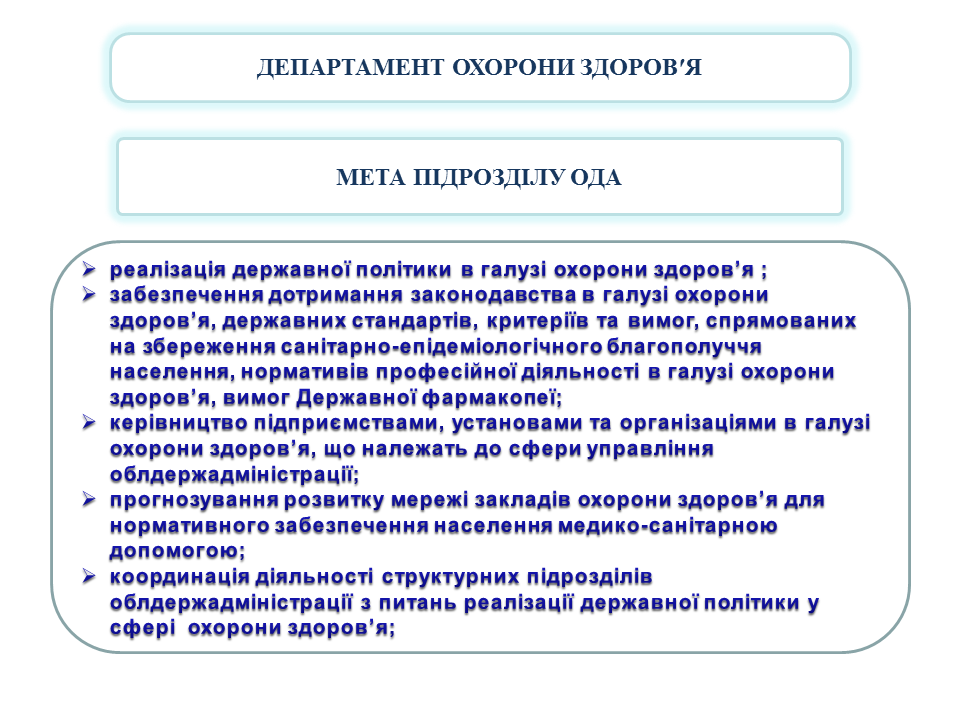 ДЕПАРТАМЕНТ ОХОРОНИ ЗДОРОВ'Я
МЕТА ПІДРОЗДІЛУ ОДА
➢ реалізація державної політики в галузі охорони здоров’я ;
➢ забезпечення дотримання законодавства в галузі охорони
здоров’я, державних стандартів, критеріїв та вимог, спрямованих
на збереження санітарно-епідеміологічного благополуччя
населення, нормативів професійної діяльності в галузі охорони
здоров’я, вимог Державної фармакопеї;
➢ керівництво підприємствами, установами та організаціями в галузі
охорони здоров’я, що належать до сфери управління
облдержадміністрації;
➢ прогнозування розвитку мережі закладів охорони здоров’я для
нормативного забезпечення населення медико-санітарною
допомогою;
➢ координація діяльності структурних підрозділів
облдержадміністрації з питань реалізації державної політики у
сфері охорони здоров’я;